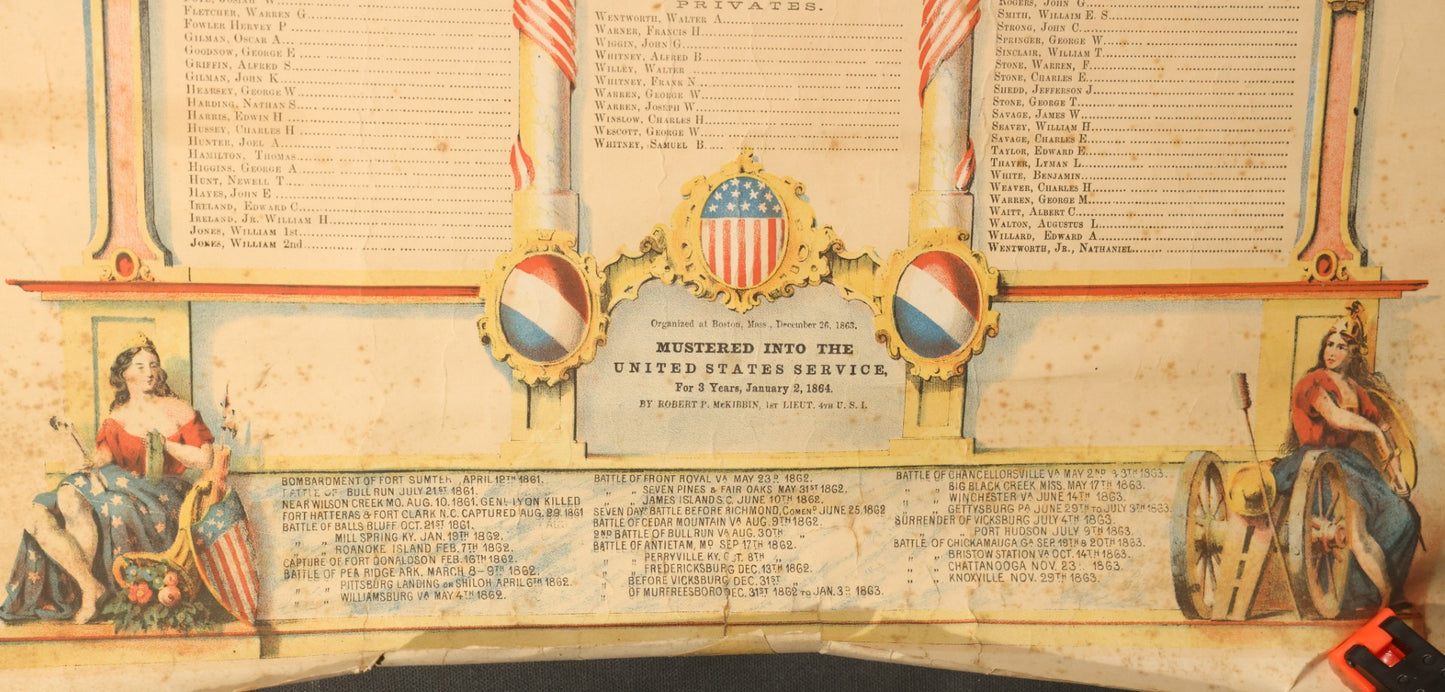 Fletcher, Warren G
Fowler Hervey P
Gilman, Oscar A
Goodnow, George E
Griffin, Alfred S
Gilman, John K
Hearsey, George W
Harding, Nathan S
Harris, Edwin H
Hussey, Charles H
Hunter, Joel A
Hamilton, Thomas
Higgins, George A
Hunt, Newell T
Hayes, John E
Ireland, Edward C
Ireland, Jr. William H
Jones, William 1st
Jones, William 2nd
PRIVATES.
Wentworth, Walter A
Warner, Francis H
Wiggin, John G
Whitney, Alfred B
Willey, Walter
Whitney, Frank N
Warren, George W
Warren, Joseph W
Winslow, Charles H
Wescott, George W
Whitney, Samuel B
Rogers, John G
Smith, Willaim E. S
Strong, John C
Springer, George W
Sinclair, William T
Stone, Warren, F
Stone, Charles E
Shedd, Jefferson J
Stone, George T
Savage, James W
Seavey, William H
Savage, Charles E
Taylor, Edward E
Thayer, Lyman L
White, Benjamin
Weaver, Charles H
Warren, George M
Waitt, Albert C
Walton, Augustus L
Willard, Edward A
Wentworth, Jr., Nathaniel
Organized at Boston, Mass., December 26, 1863.
MUSTERED INTO THE
UNITED STATES SERVICE,
For 3 Years, January 2, 1864.
BY ROBERT P. McKIBBIN, 1st LIEUT. 4TH U. S. I.
BOMBARDMENT OF FORT SUMTER, APRIL 12TH 1861.
BATTLE OF BULL RUN JULY 21ST 1861.
NEAR WILSON CREEK MO. AUG. 10. 1861. GENL LYON KILLED
FORT HATTERAS & FORT CLARK N.C. CAPTURED AUG. 29. 1861
BATTLE OF BALLS BLUFF OCT. 21ST 1861.
" " MILL SPRING KY. JAN. 19TH 1862.
" " ROANOKE ISLAND FEB. 7TH 1862.
CAPTURE OF FORT DONALDSON FEB. 16TH 1862.
BATTLE OF PEA RIDGE ARK. MARCH 8-9TH 1862.
" " PITTSBURG LANDING OR SHILOH APRIL 6TH 1862.
" " WILLIAMSBURG VA MAY 4TH 1862.
BATTLE OF FRONT ROYAL VA MAY 23D 1862.
" " SEVEN PINES & FAIR OAKS MAY 31ST 1862
" " JAMES ISLAND S.C. JUNE 10TH 1862.
SEVEN DAY'S BATTLE BEFORE RICHMOND, COMEND JUNE 25. 1862
BATTLE OF CEDAR MOUNTAIN VA AUG. 9TH 1862.
2ND BATTLE OF BULL RUN VA AUG. 30TH "
BATTLE OF ANTIETAM, MD SEP 17TH 1862.
" " PERRYVILLE KY. OCT. 8TH "
" " FREDERICKSBURG DEC. 13TH 1862.
" BEFORE VICKSBURG DEC. 31ST "
" OF MURFREESBORO DEC. 31ST 1862 TO JAN. 3D 1863.
BATTLE OF CHANCELLORSVILLE VA MAY 2ND & 3TH 1863.
" " BIG BLACK CREEK MISS. MAY 17TH 1863.
" " WINCHESTER VA JUNE 14TH 1863.
" " GETTYSBURG PA JUNE 29TH TO JULY 3TH 1863.
SURRENDER OF VICKSBURG JULY 4TH 1863.
" " PORT HUDSON JULY 9TH 1863.
BATTLE OF CHICKAMAUGA GA SEP 19TH & 20TH 1863.
" " BRISTOW STATION VA OCT. 14TH 1863.
" " CHATTANOOGA NOV. 23D 1863.
" " KNOXVILLE NOV. 29TH 1863.